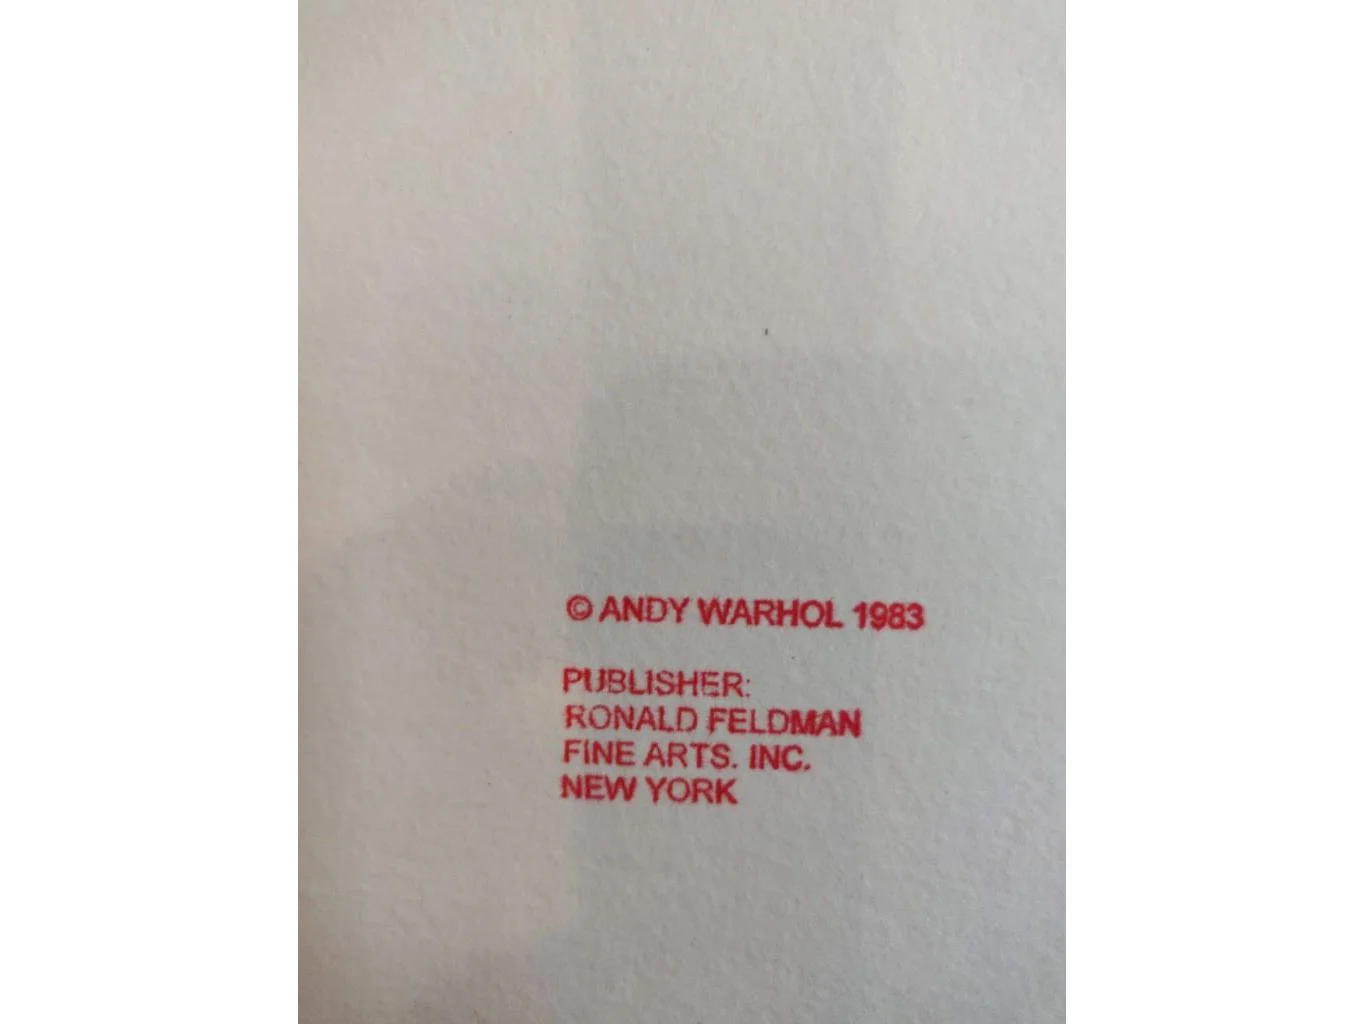 © ANDY WARHOL 1983
PUBLISHER:
RONALD FELDMAN
FINE ARTS. INC.
NEW YORK